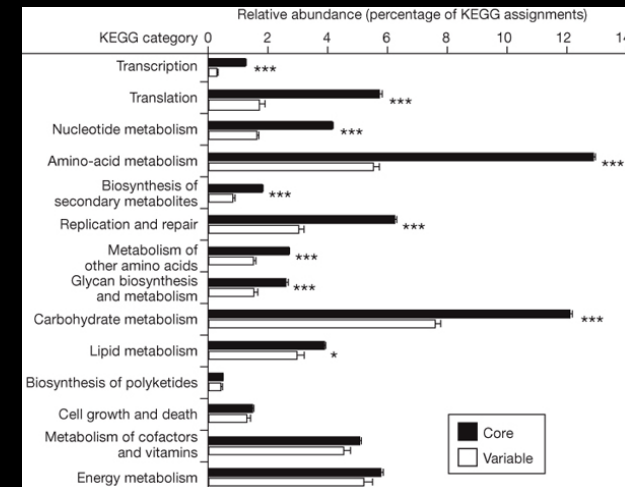 Relative abundance (percentage of KEGG assignments)
KEGG category 0 2 4 6 8 10 12 14
Transcription ***
Translation ***
Nucleotide metabolism ***
Amino-acid metabolism ***
Biosynthesis of
secondary metabolites ***
Replication and repair ***
Metabolism of
other amino acids ***
Glycan biosynthesis
and metabolism ***
Carbohydrate metabolism ***
Lipid metabolism *
Biosynthesis of polyketides
Cell growth and death
Metabolism of cofactors
and vitamins
Energy metabolism
Core
Variable